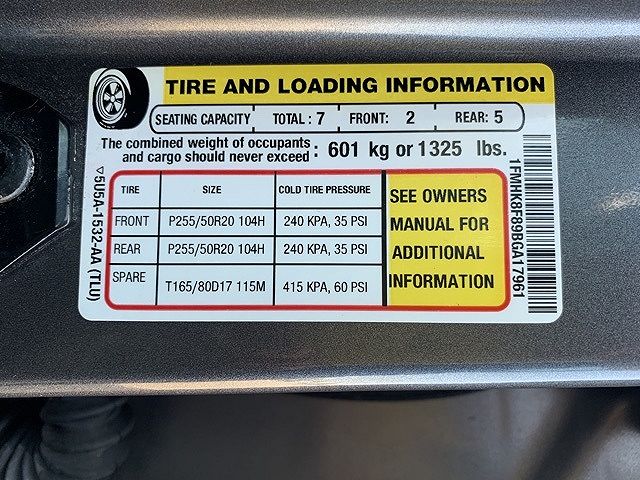 TIRE AND LOADING INFORMATION
SEATING CAPACITY TOTAL : 7 FRONT: 2 REAR: 5
The combined weight of occupants
and cargo should never exceed : 601 kg or 1325 lbs.
TIRE SIZE COLD TIRE PRESSURE
FRONT P255/50R20 104H 240 KPA, 35 PSI
REAR P255/50R20 104H 240 KPA, 35 PSI
SPARE T165/80D17 115M 415 KPA, 60 PSI
SEE OWNERS
MANUAL FOR
ADDITIONAL
INFORMATION
5U5A-1532-AA (TLU)
1FMHK8F89BGA17961